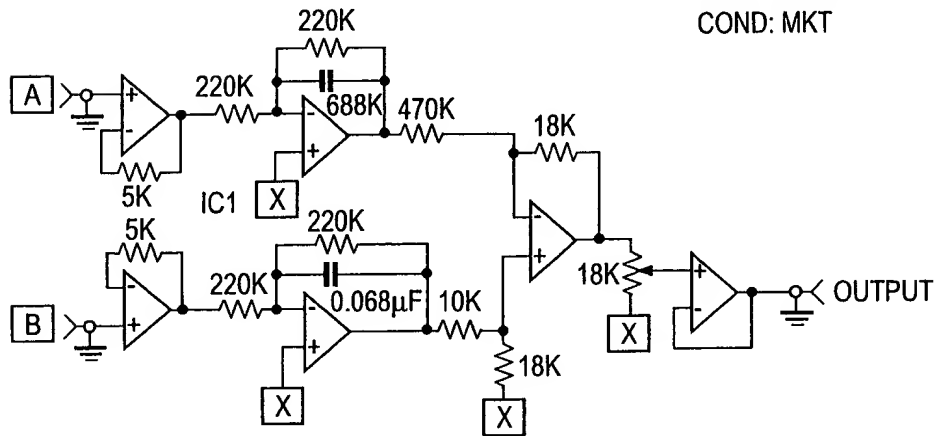 COND: MKT
220K
A
220K
688K
470K
18K
5K
IC1
X
5K
220K
220K
0.068µF
10K
18K
OUTPUT
B
X
18K
X
X